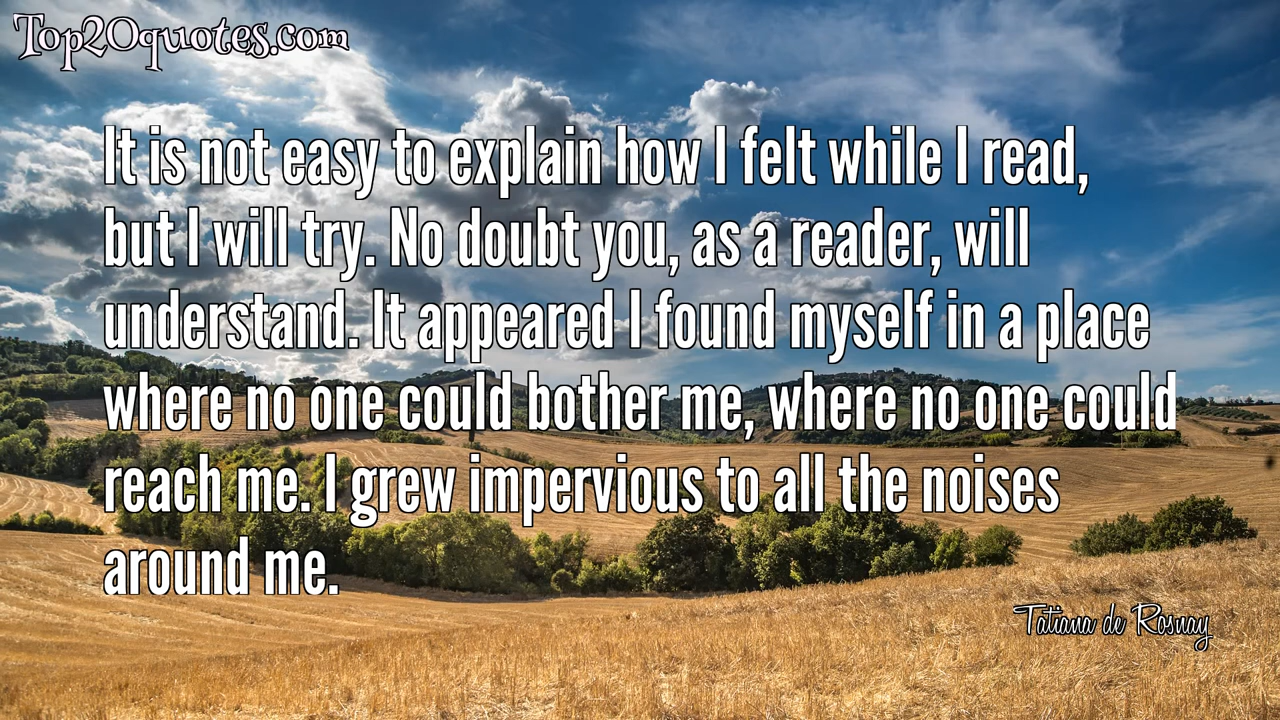 Top20quotes.com
It is not easy to explain how I felt while I read,
but I will try. No doubt you, as a reader, will
understand. It appeared I found myself in a place
where no one could bother me, where no one could
reach me. I grew impervious to all the noises
around me.
Tatiana de Rosnay